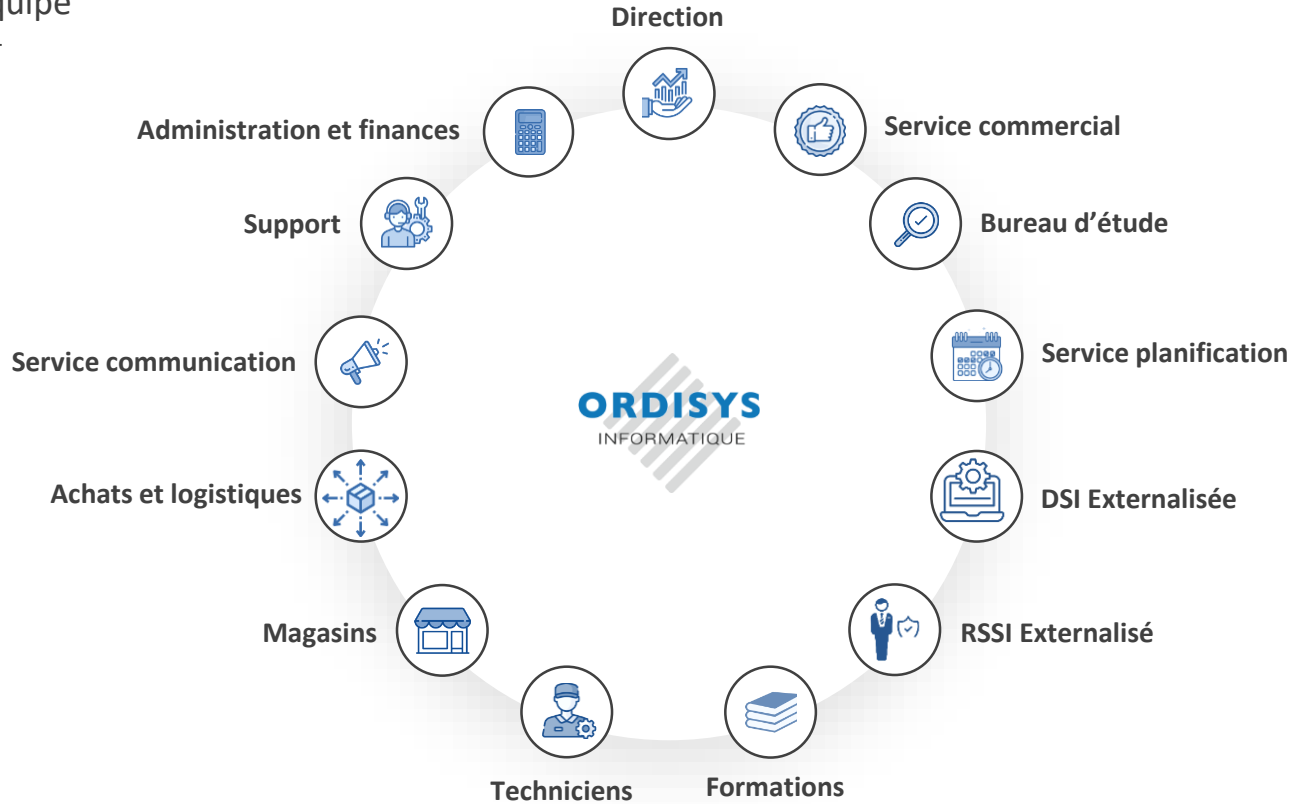 Direction
Administration et finances
Service commercial
Support
Bureau d’étude
Service communication
Service planification
ORDISYS
INFORMATIQUE
Achats et logistiques
DSI Externalisée
Magasins
RSSI Externalisé
Techniciens
Formations